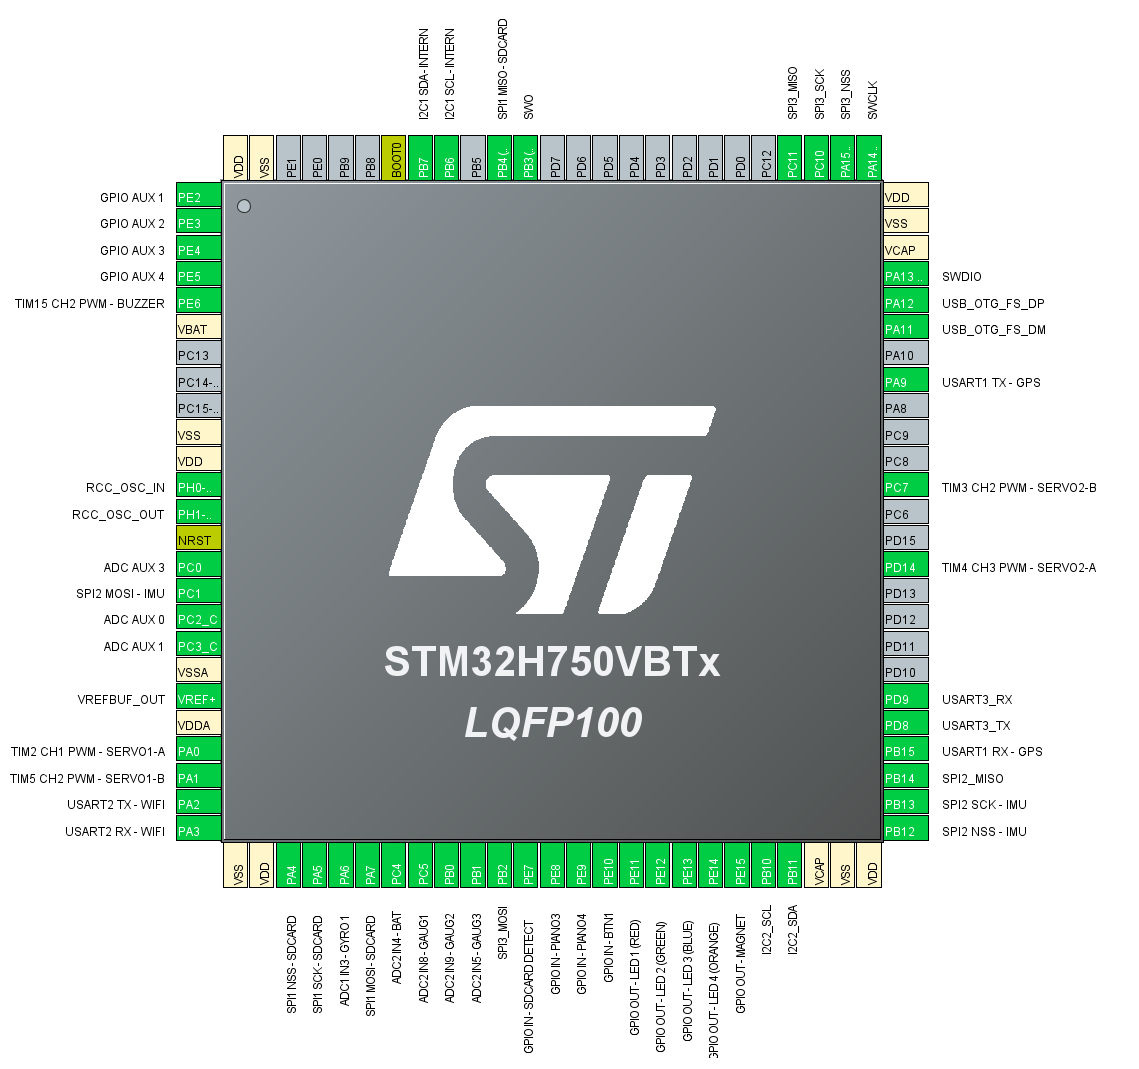 I2C1 SDA - INTERN
I2C1 SCL - INTERN
SPI1 MISO - SDCARD
SWO
SPI3_MISO
SPI3_SCK
SPI3_NSS
SWCLK
VDD
VSS
PE1
PE0
PB9
PB8
BOOT0
PB7
PB6
PB5
PB4 (..
PB3 (..
PD7
PD6
PD5
PD4
PD3
PD2
PD1
PD0
PC12
PC11
PC10
PA15..
PA14..
GPIO AUX 1 PE2
GPIO AUX 2 PE3
GPIO AUX 3 PE4
GPIO AUX 4 PE5
TIM15 CH2 PWM - BUZZER PE6
VBAT
PC13
PC14-..
PC15-..
VSS
VDD
RCC_OSC_IN PH0-..
RCC_OSC_OUT PH1-..
NRST
ADC AUX 3 PC0
SPI2 MOSI - IMU PC1
ADC AUX 0 PC2_C
ADC AUX 1 PC3_C
VSSA
VREFBUF_OUT VREF+
VDDA
TIM2 CH1 PWM - SERVO1-A PA0
TIM5 CH2 PWM - SERVO1-B PA1
USART2 TX - WIFI PA2
USART2 RX - WIFI PA3
ST
STM32H750VBTx
LQFP100
VDD
VSS
VCAP
PA13.. SWDIO
PA12 USB_OTG_FS_DP
PA11 USB_OTG_FS_DM
PA10
PA9 USART1 TX - GPS
PA8
PC9
PC8
PC7 TIM3 CH2 PWM - SERVO2-B
PC6
PD15
PD14 TIM4 CH3 PWM - SERVO2-A
PD13
PD12
PD11
PD10
PD9 USART3_RX
PD8 USART3_TX
PB15 USART1 RX - GPS
PB14 SPI2_MISO
PB13 SPI2 SCK - IMU
PB12 SPI2 NSS - IMU
VSS
VDD
PA4
PA5
PA6
PA7
PC4
PC5
PB0
PB1
PB2
PE7
PE8
PE9
PE10
PE11
PE12
PE13
PE14
PE15
PB10
PB11
VCAP
VSS
VDD
SPI1 NSS - SDCARD
SPI1 SCK - SDCARD
ADC1 IN3 - GYRO1
SPI1 MOSI - SDCARD
ADC2 IN4 - BAT
ADC2 IN8 - GAUG1
ADC2 IN9 - GAUG2
ADC2 IN5 - GAUG3
SPI3_MOSI
GPIO IN - SDCARD DETECT
GPIO IN - PIANO3
GPIO IN - PIANO4
GPIO IN - BTN1
GPIO OUT - LED 1 (RED)
GPIO OUT - LED 2 (GREEN)
GPIO OUT - LED 3 (BLUE)
GPIO OUT - LED 4 (ORANGE)
GPIO OUT - MAGNET
I2C2_SCL
I2C2_SDA